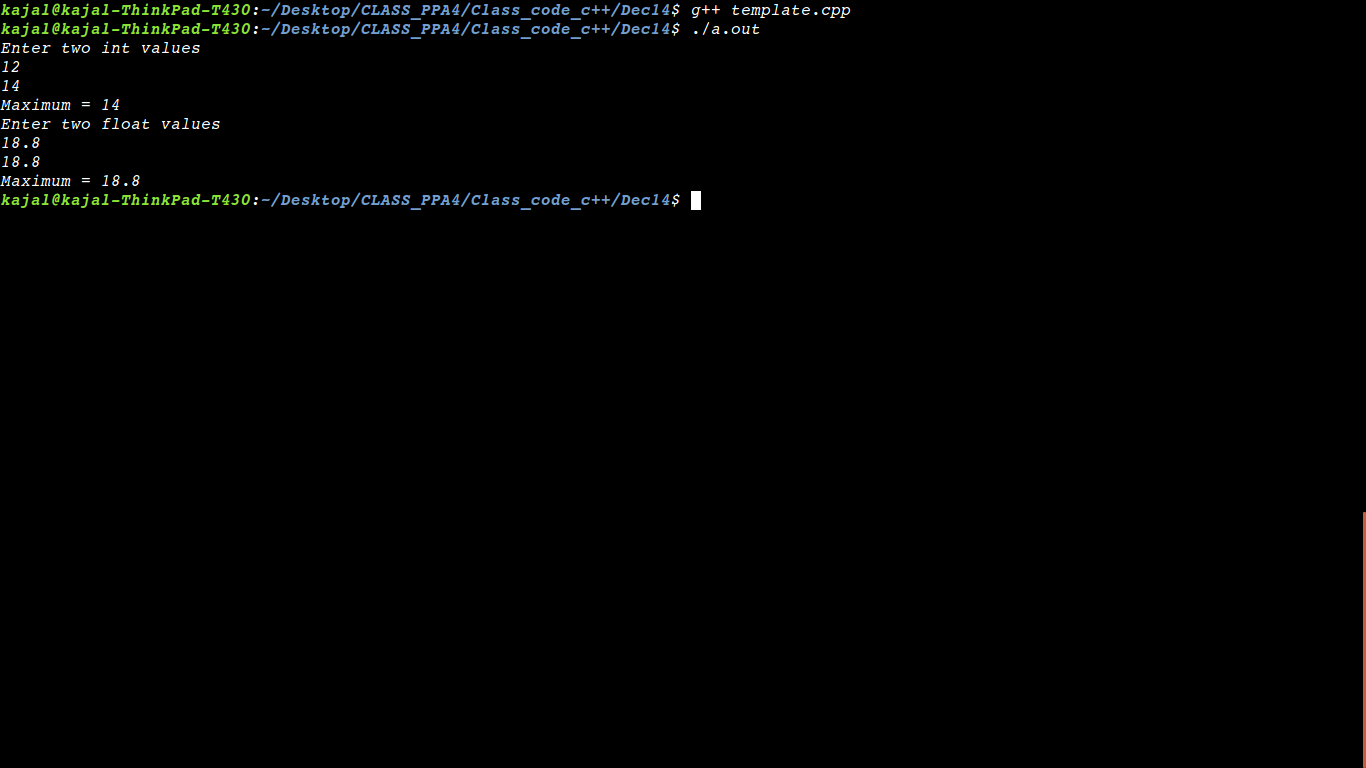 kajal@kajal-ThinkPad-T430:~/Desktop/CLASS_PPA4/Class_code_c++/Dec14$ g++ template.cpp
kajal@kajal-ThinkPad-T430:~/Desktop/CLASS_PPA4/Class_code_c++/Dec14$ ./a.out
Enter two int values
12
14
Maximum = 14
Enter two float values
18.8
18.8
Maximum = 18.8
kajal@kajal-ThinkPad-T430:~/Desktop/CLASS_PPA4/Class_code_c++/Dec14$